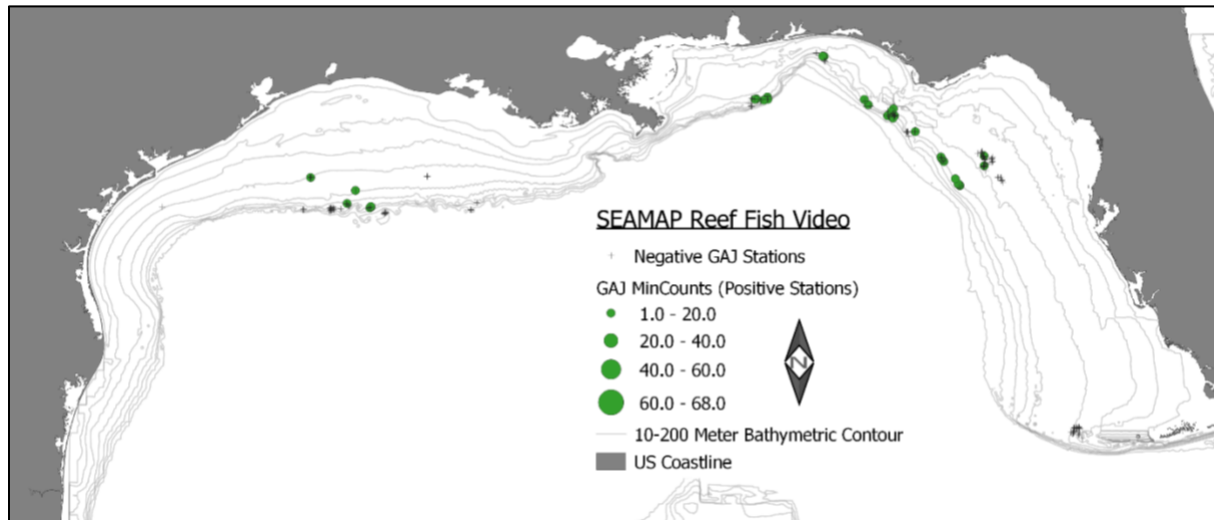 SEAMAP Reef Fish Video
+ Negative GAJ Stations
GAJ MinCounts (Positive Stations)
1.0 - 20.0
20.0 - 40.0
40.0 - 60.0
60.0 - 68.0
N
10-200 Meter Bathymetric Contour
US Coastline